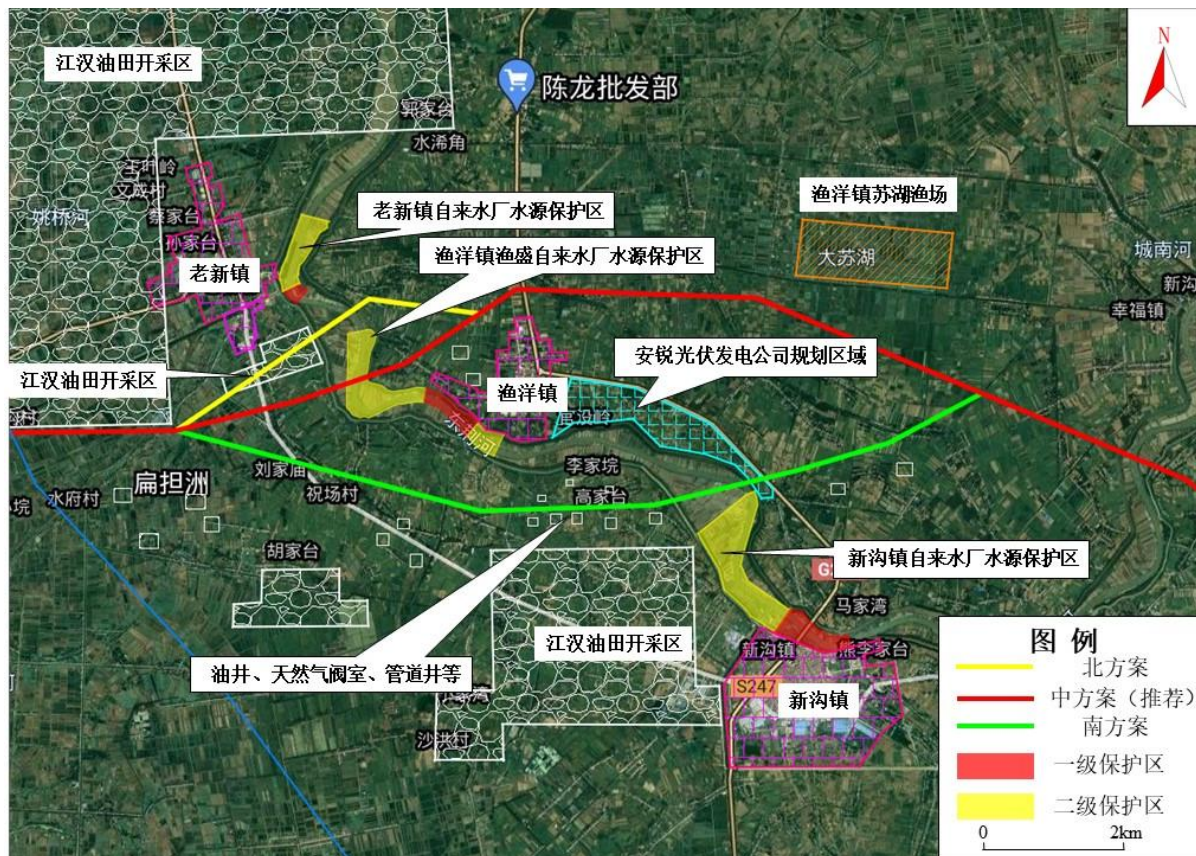 江汉油田开采区
陈龙批发部
郭家台
水浠角
N
王叶岭
文成村
姚桥河
蔡家台
孙家台
老新镇
老新镇自来水厂水源保护区
渔洋镇渔盛自来水厂水源保护区
渔洋镇苏湖渔场
大苏湖
城南河
新沟
幸福镇
江汉油田开采区
安锐光伏发电公司规划区域
渔洋镇
官没岭
东荆河
李家垸
高家台
刘家庙
祝场村
扁担洲
水府村
胡家台
新沟镇自来水厂水源保护区
马家湾
油井、天然气阀室、管道井等
江汉油田开采区
新沟镇
熊李家台
S247
新沟镇
沙洪村
图 例
北方案
中方案（推荐）
南方案
一级保护区
二级保护区
0 2km